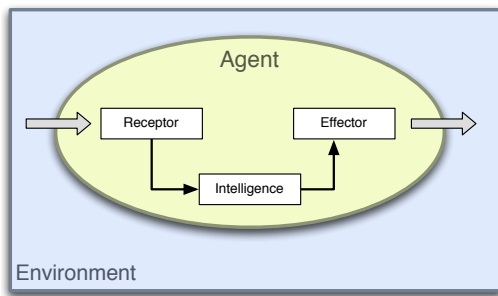 Agent
Receptor
Effector
Intelligence
Environment